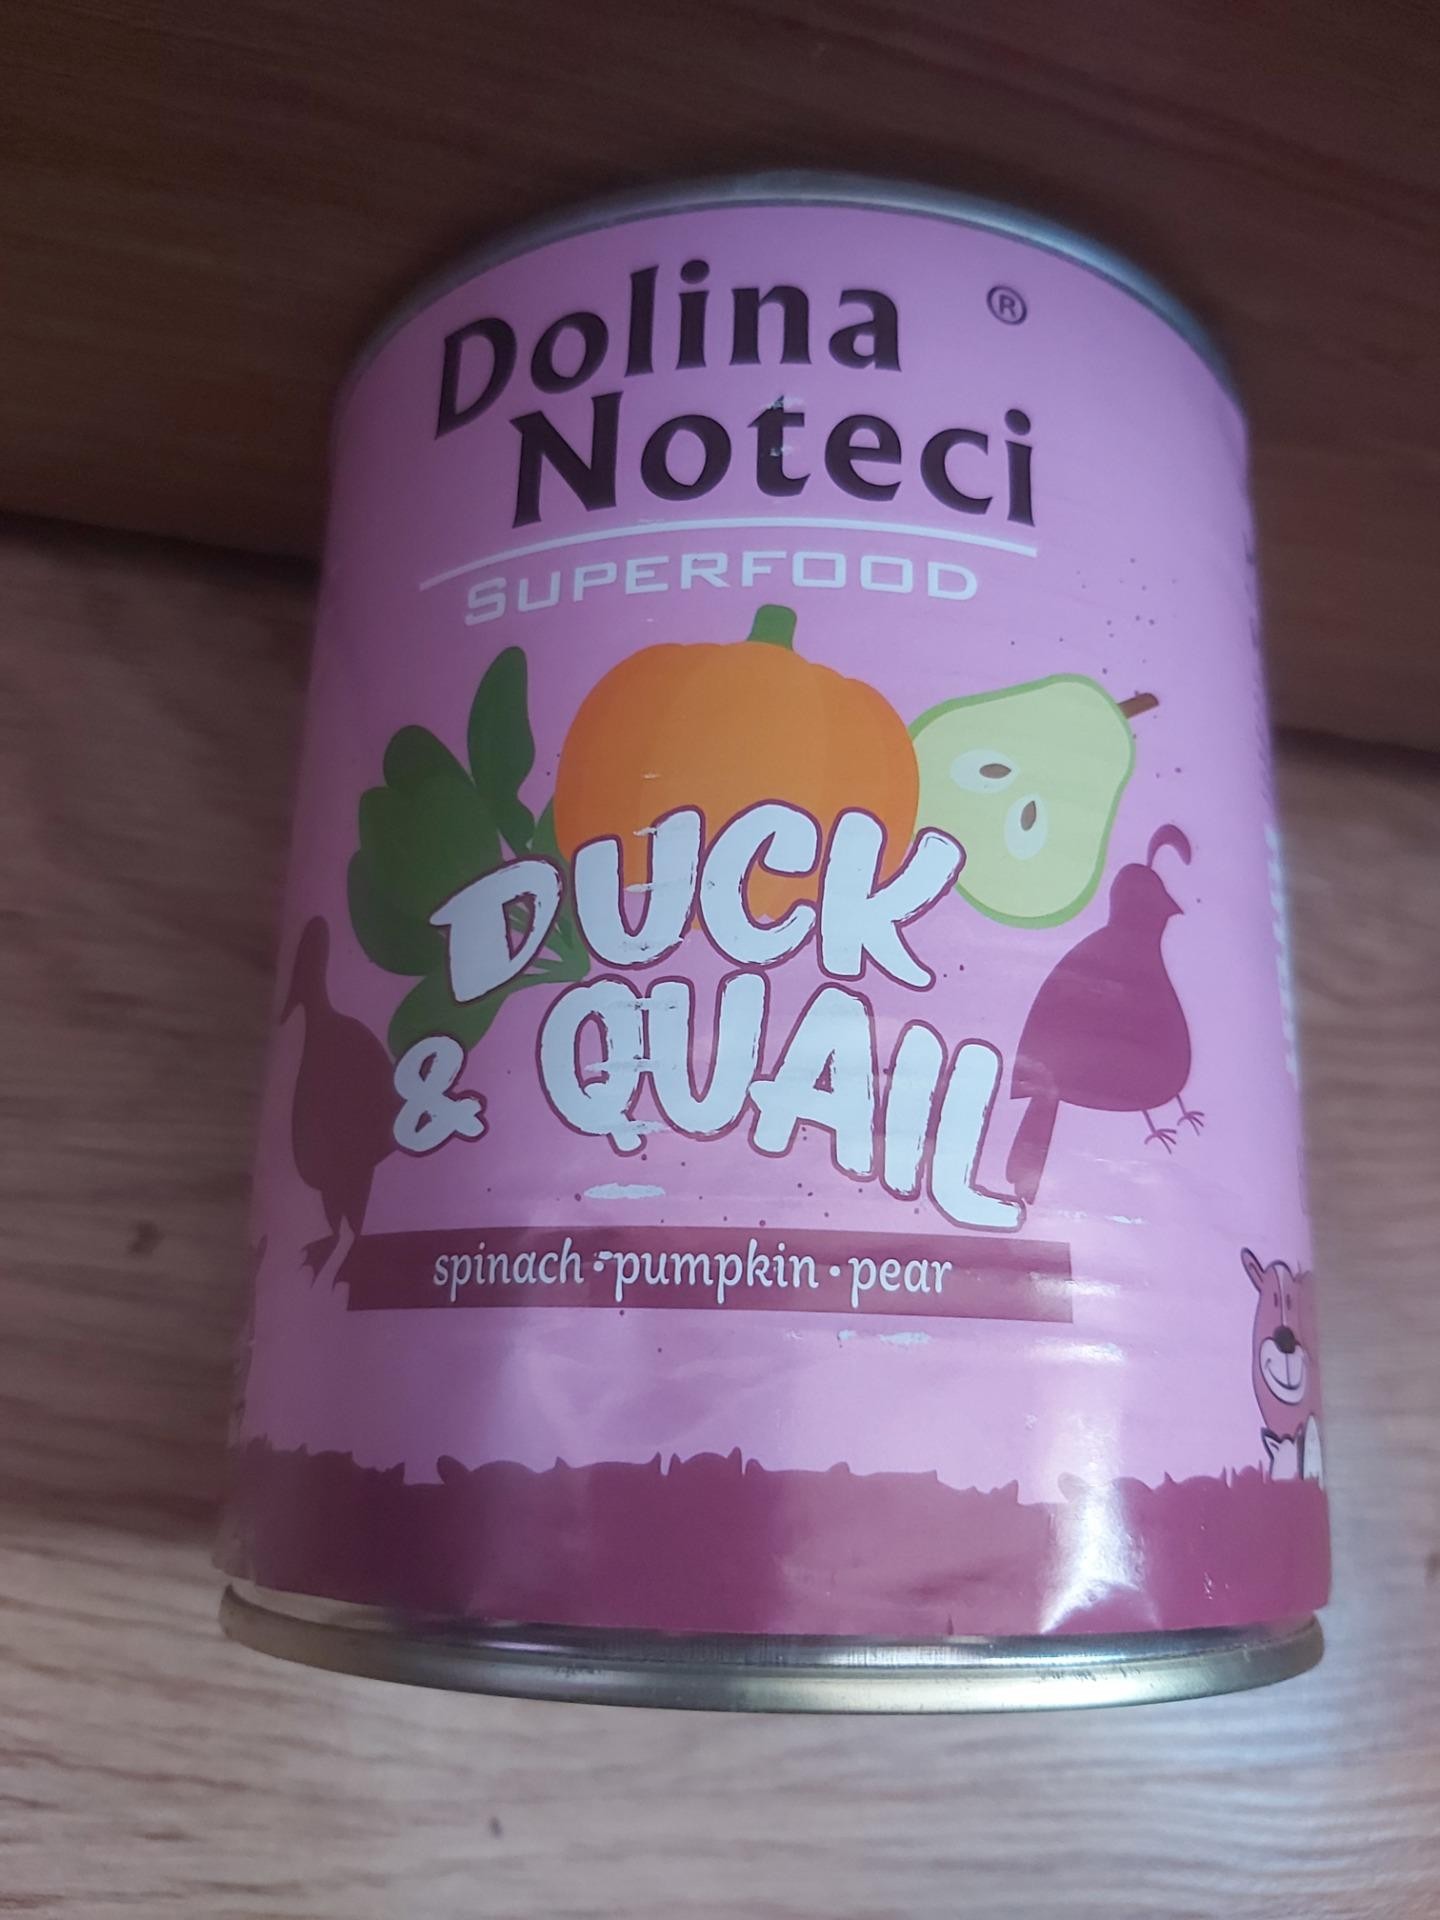 Dolina ®
Noteci
SUPERFOOD
DUCK
& QUAIL
spinach • pumpkin • pear